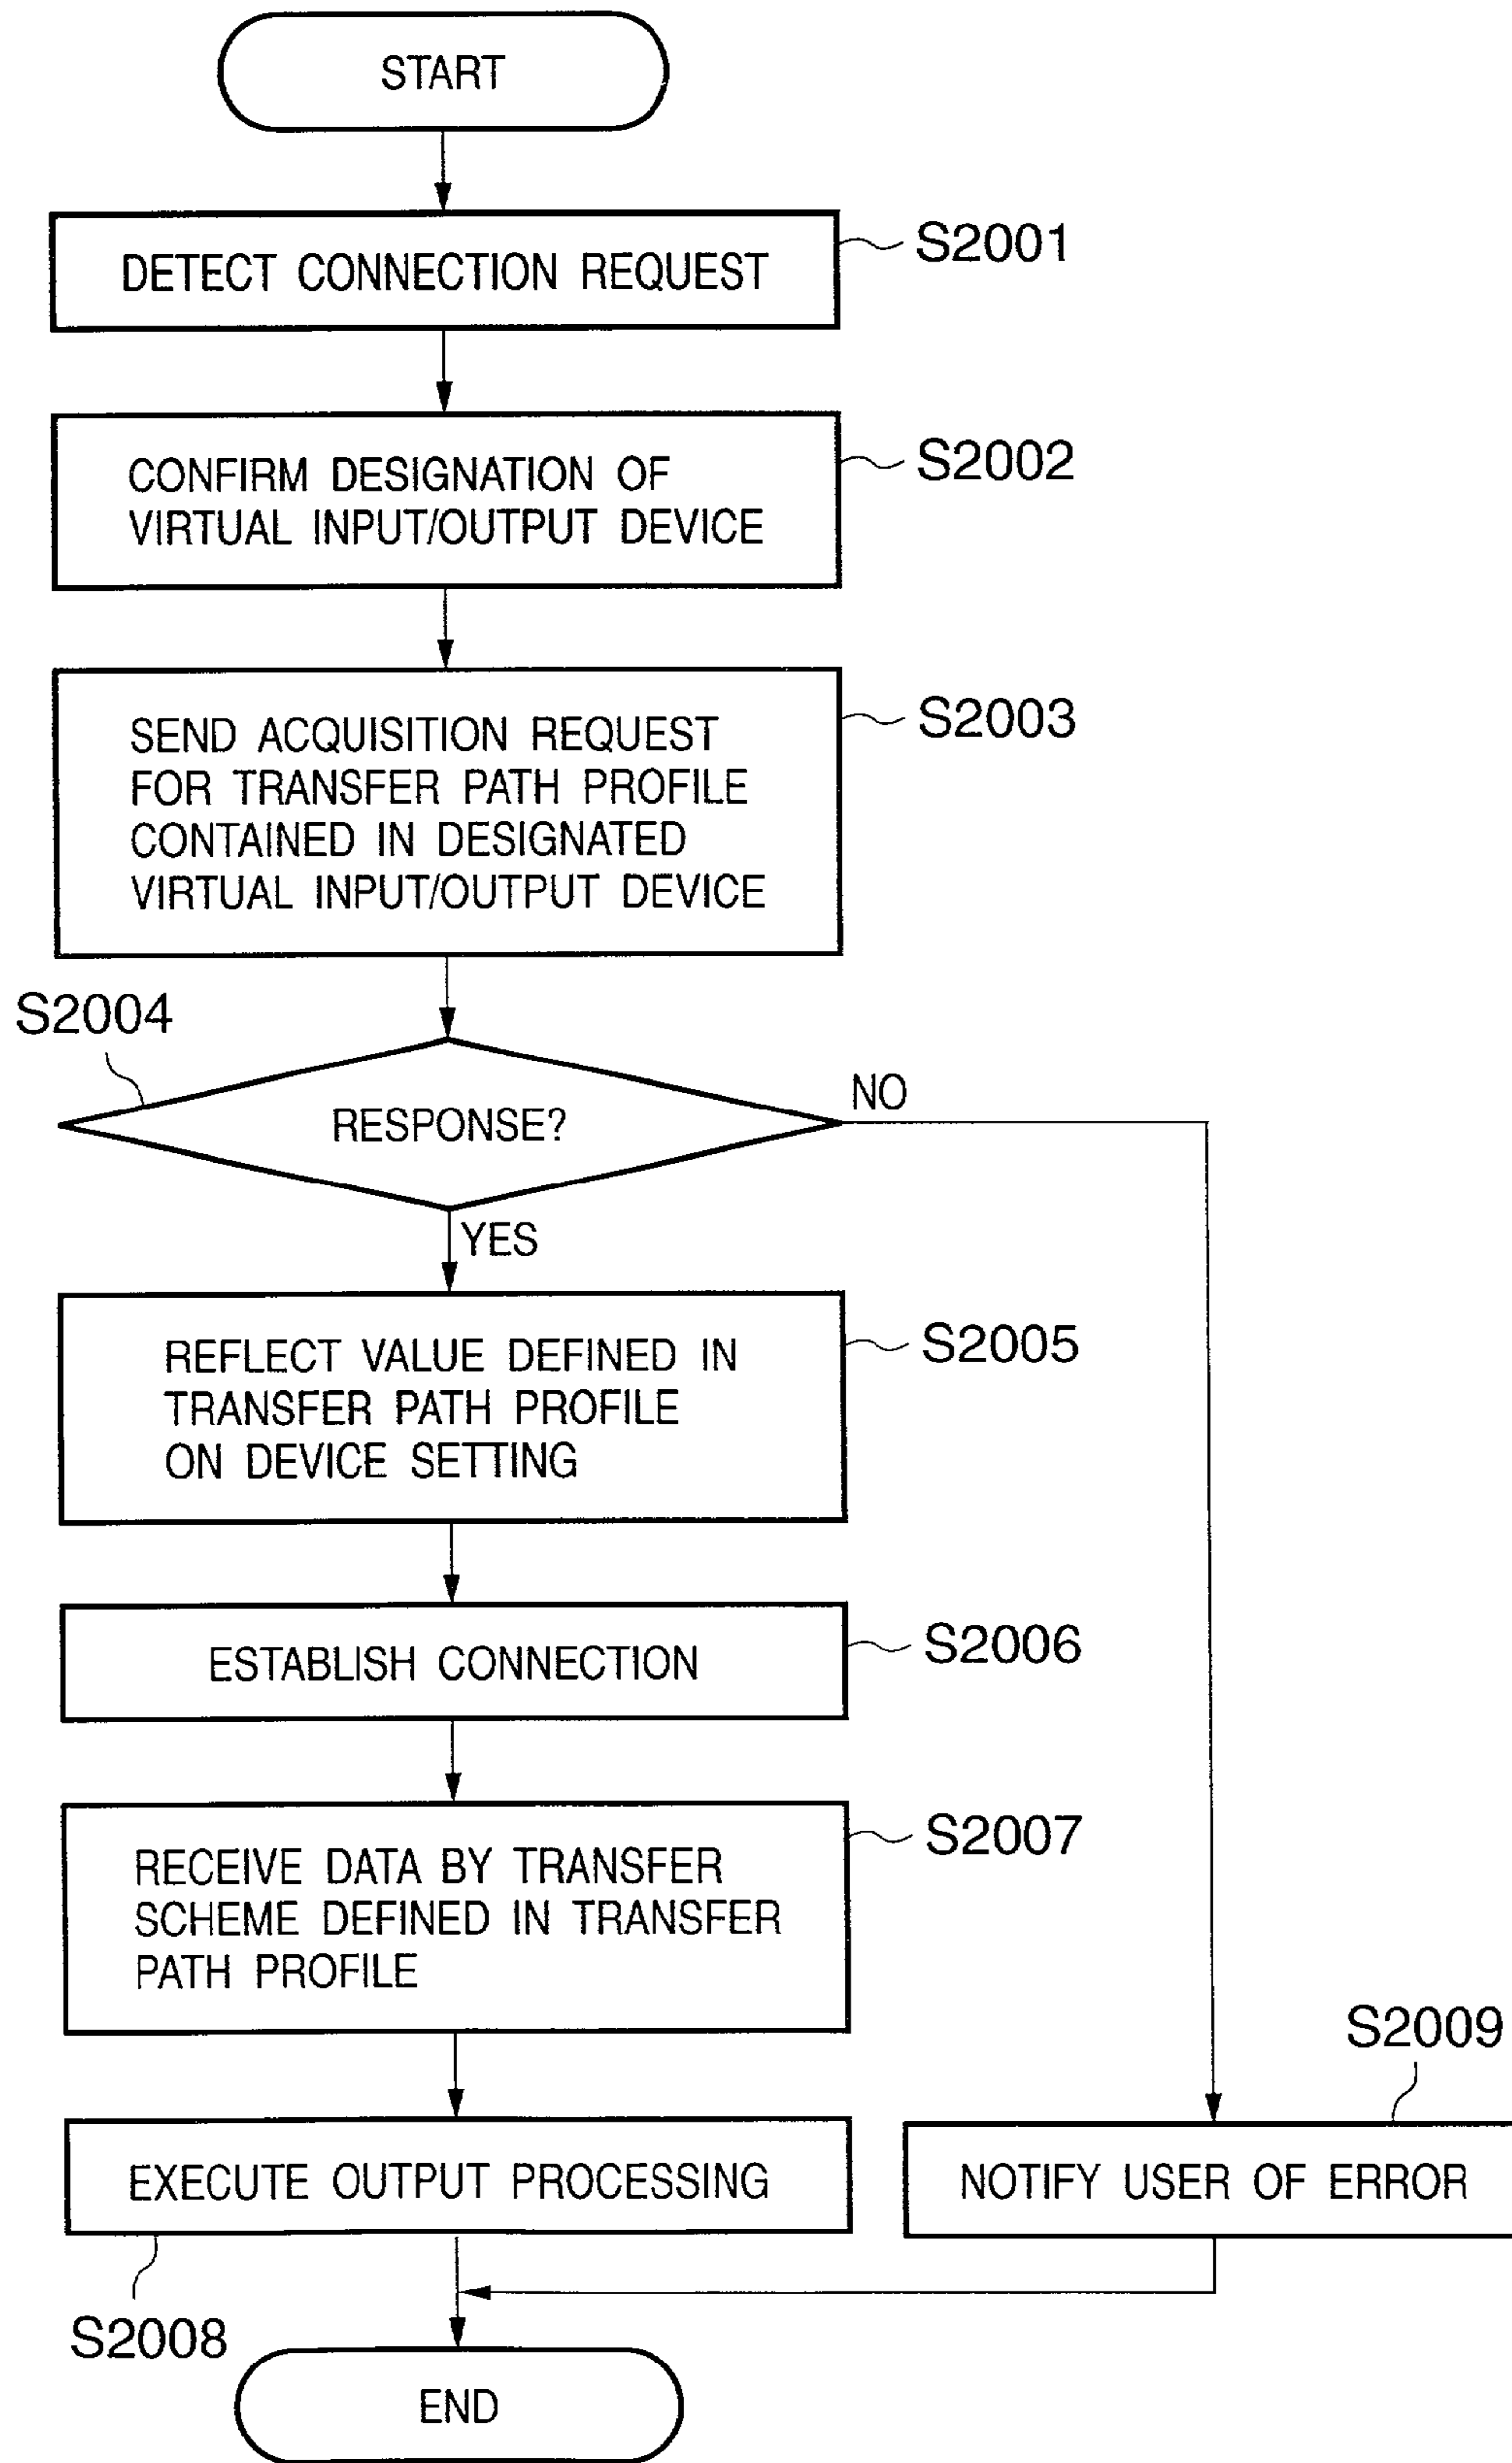 START
DETECT CONNECTION REQUEST
S2001
CONFIRM DESIGNATION OF
VIRTUAL INPUT/OUTPUT DEVICE
S2002
SEND ACQUISITION REQUEST
FOR TRANSFER PATH PROFILE
CONTAINED IN DESIGNATED
VIRTUAL INPUT/OUTPUT DEVICE
S2003
S2004
RESPONSE?
NO
YES
REFLECT VALUE DEFINED IN
TRANSFER PATH PROFILE
ON DEVICE SETTING
S2005
ESTABLISH CONNECTION
S2006
RECEIVE DATA BY TRANSFER
SCHEME DEFINED IN TRANSFER
PATH PROFILE
S2007
S2009
EXECUTE OUTPUT PROCESSING
NOTIFY USER OF ERROR
S2008
END